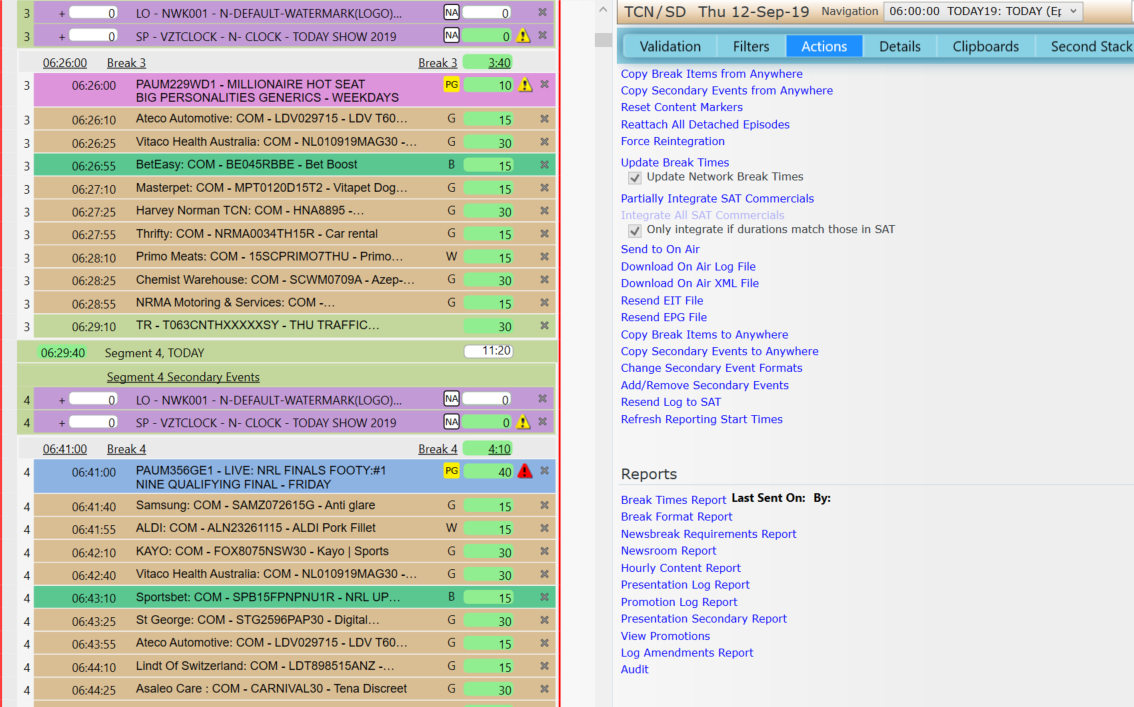 3 LO - NWK001 - N-DEFAULT-WATERMARK(LOGO)... NA 0
3 + 0 SP - VZTCLOCK - N- CLOCK - TODAY SHOW 2019 NA 0
06:26:00 Break 3 Break 3 3:40
3 06:26:00 PAUM229WD1 - MILLIONAIRE HOT SEAT PG 10
BIG PERSONALITIES GENERICS - WEEKDAYS
3 06:26:10 Ateco Automotive: COM - LDV029715 - LDV T60... G 15
3 06:26:25 Vitaco Health Australia: COM - NL010919MAG30 -... G 30
3 06:26:55 BetEasy: COM - BE045RBBE - Bet Boost B 15
3 06:27:10 Masterpet: COM - MPT0120D15T2 - Vitapet Dog... G 15
3 06:27:25 Harvey Norman TCN: COM - HNA8895 -... G 30
3 06:27:55 Thrifty: COM - NRMA0034TH15R - Car rental G 15
3 06:28:10 Primo Meats: COM - 15SCPRIMO7THU - Primo... W 15
3 06:28:25 Chemist Warehouse: COM - SCWM0709A - Azep-... G 30
3 06:28:55 NRMA Motoring & Services: COM -... G 15
3 06:29:10 TR - T063CNTHXXXXXSY - THU TRAFFIC... 30
06:29:40 Segment 4, TODAY 11:20
Segment 4 Secondary Events
4 + 0 LO - NWK001 - N-DEFAULT-WATERMARK(LOGO)... NA 0
4 + 0 SP - VZTCLOCK - N- CLOCK - TODAY SHOW 2019 NA 0
06:41:00 Break 4 Break 4 4:10
4 06:41:00 PAUM356GE1 - LIVE: NRL FINALS FOOTY:#1 PG 40
NINE QUALIFYING FINAL - FRIDAY
4 06:41:40 Samsung: COM - SAMZ072615G - Anti glare G 15
4 06:41:55 ALDI: COM - ALN23261115 - ALDI Pork Fillet W 15
4 06:42:10 KAYO: COM - FOX8075NSW30 - Kayo | Sports G 30
4 06:42:40 Vitaco Health Australia: COM - NL010919MAG30 -... G 30
4 06:43:10 Sportsbet: COM - SPB15FPNPNU1R - NRL UP... B 15
4 06:43:25 St George: COM - STG2596PAP30 - Digital... G 30
4 06:43:55 Ateco Automotive: COM - LDV029715 - LDV T60... G 15
4 06:44:10 Lindt Of Switzerland: COM - LDT898515ANZ -... G 15
4 06:44:25 Asaleo Care : COM - CARNIVAL30 - Tena Discreet G 30
TCN/SD Thu 12-Sep-19 Navigation 06:00:00 TODAY19: TODAY (Ep
Validation Filters Actions Details Clipboards Second Stack
Copy Break Items from Anywhere
Copy Secondary Events from Anywhere
Reset Content Markers
Reattach All Detached Episodes
Force Reintegration
Update Break Times
Update Network Break Times
Partially Integrate SAT Commercials
Integrate All SAT Commercials
Only integrate if durations match those in SAT
Send to On Air
Download On Air Log File
Download On Air XML File
Resend EIT File
Resend EPG File
Copy Break Items to Anywhere
Copy Secondary Events to Anywhere
Change Secondary Event Formats
Add/Remove Secondary Events
Resend Log to SAT
Refresh Reporting Start Times
Reports
Break Times Report Last Sent On: By:
Break Format Report
Newsbreak Requirements Report
Newsroom Report
Hourly Content Report
Presentation Log Report
Promotion Log Report
Presentation Secondary Report
View Promotions
Log Amendments Report
Audit